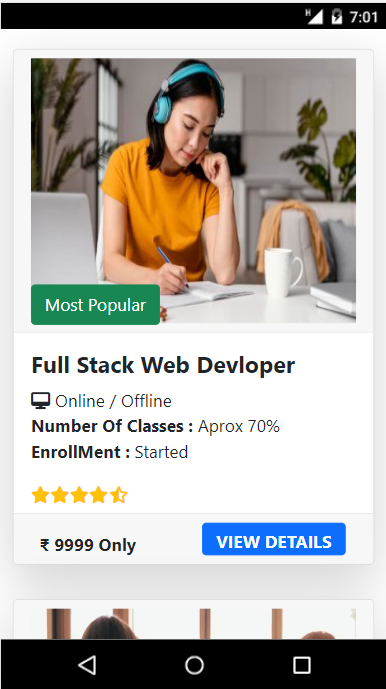 H 7:01
Most Popular
Full Stack Web Devloper
Online / Offline
Number Of Classes : Aprox 70%
EnrollMent : Started
₹ 9999 Only
VIEW DETAILS